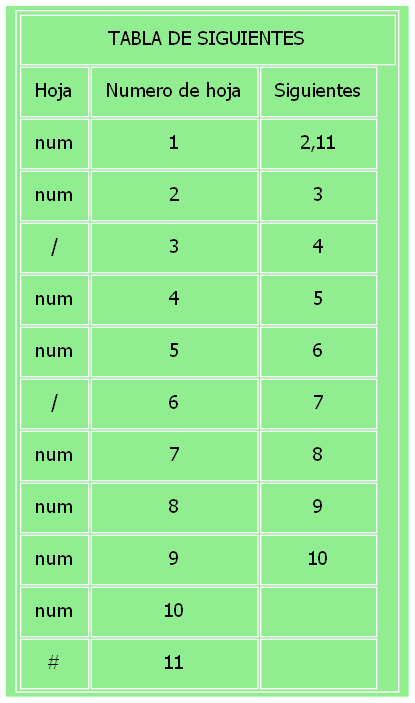 TABLA DE SIGUIENTES
Hoja Numero de hoja Siguientes
num 1 2,11
num 2 3
/ 3 4
num 4 5
num 5 6
/ 6 7
num 7 8
num 8 9
num 9 10
num 10
# 11